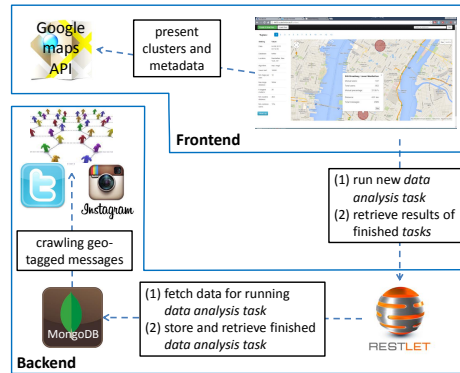 Google
maps
API
present
clusters and
metadata
Frontend
(1) run new data
analysis task
(2) retrieve results of
finished tasks
Instagram
crawling geo-
tagged messages
(1) fetch data for running
data analysis task
(2) store and retrieve finished
data analysis task
MongoDB
RESTLET
Backend